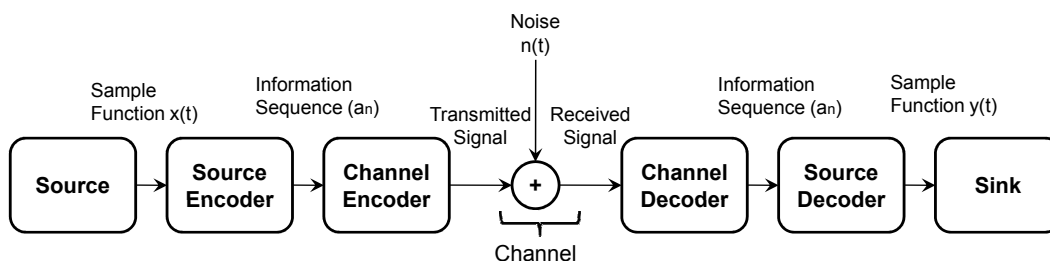 Noise
n(t)
Sample
Function x(t)
Information
Sequence (an)
Transmitted
Signal
Received
Signal
Information
Sequence (an)
Sample
Function y(t)
Source
Source
Encoder
Channel
Encoder
+
Channel
Decoder
Source
Decoder
Sink
Channel